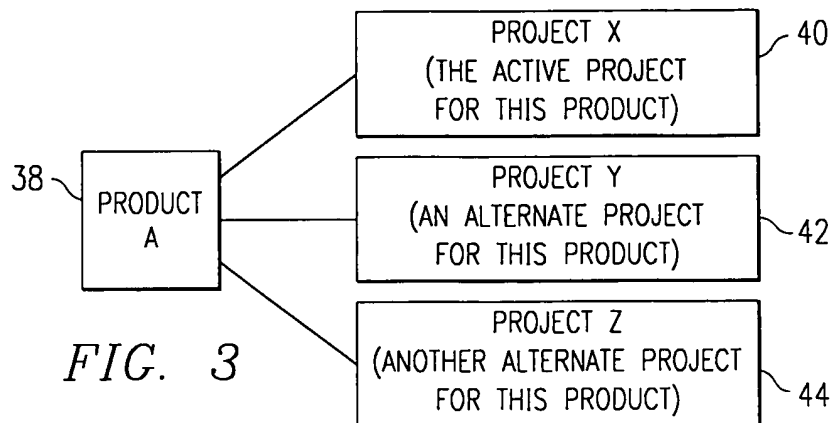 PROJECT X
(THE ACTIVE PROJECT
FOR THIS PRODUCT)
40
38
PRODUCT
A
PROJECT Y
(AN ALTERNATE PROJECT
FOR THIS PRODUCT)
42
PROJECT Z
(ANOTHER ALTERNATE PROJECT
FOR THIS PRODUCT)
44
FIG. 3